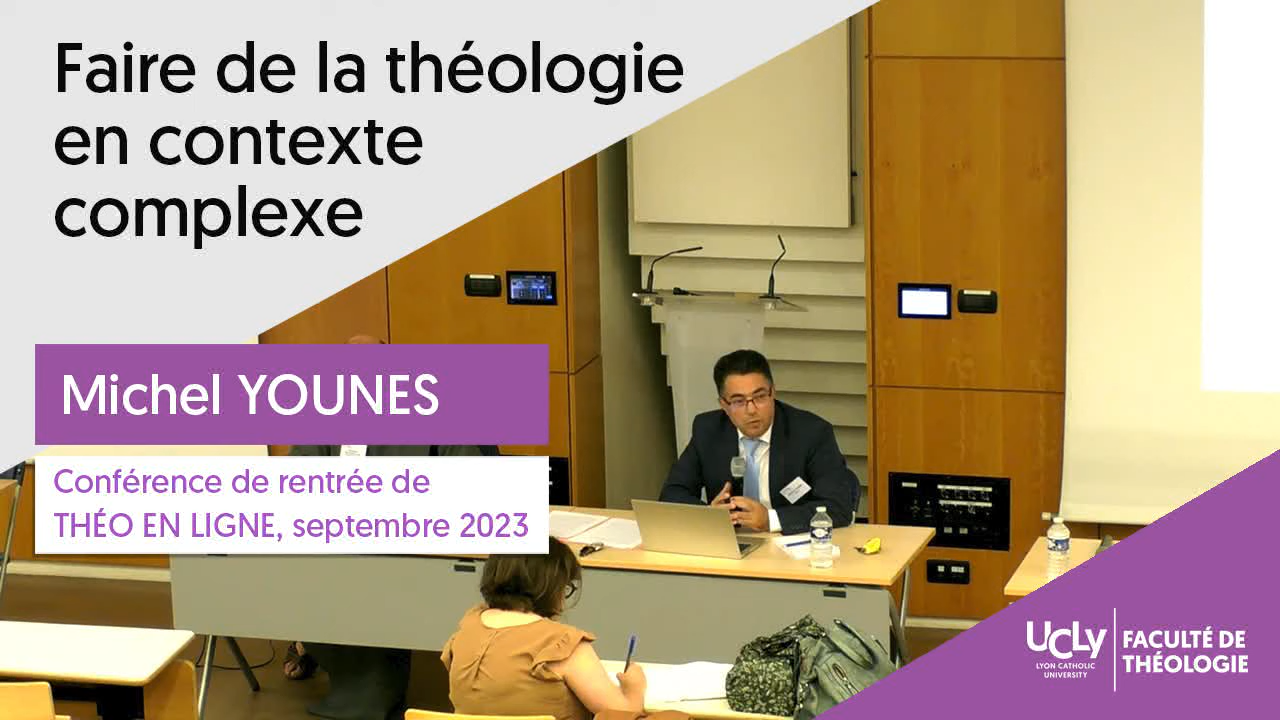 Faire de la théologie
en contexte
complexe
Michel YOUNES
Conférence de rentrée de
THÉO EN LIGNE, septembre 2023
UCLy
LYON CATHOLIC
UNIVERSITY
FACULTÉ DE
THÉOLOGIE